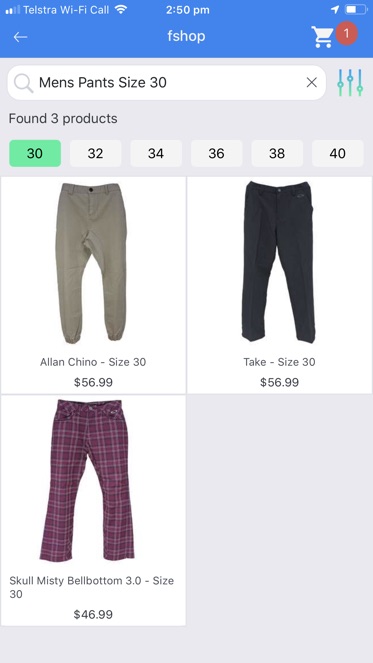 Telstra Wi-Fi Call
2:50 pm
fshop
1
Mens Pants Size 30
Found 3 products
30 32 34 36 38 40
Allan Chino - Size 30
$56.99
Take - Size 30
$56.99
Skull Misty Bellbottom 3.0 - Size
30
$46.99